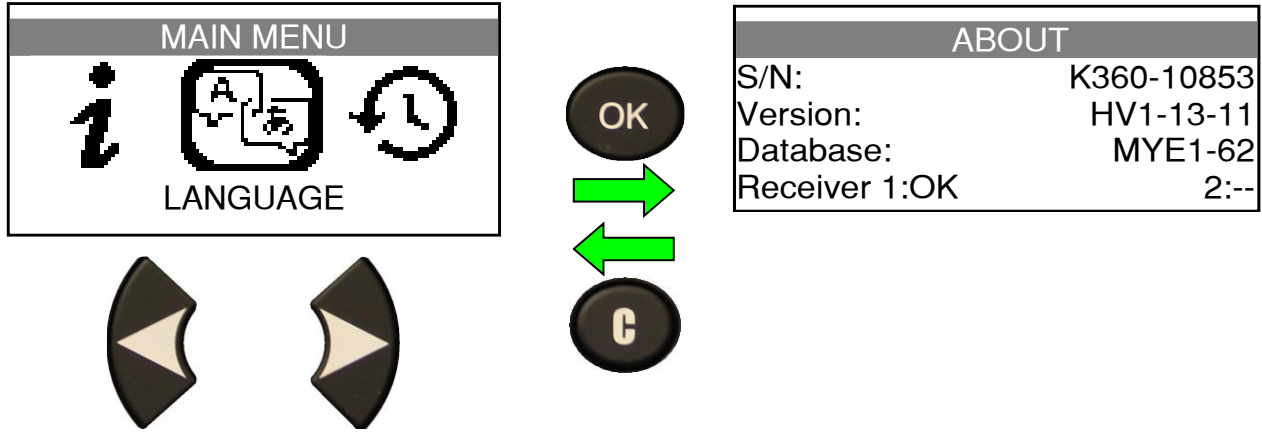 MAIN MENU
LANGUAGE
OK
C
ABOUT
S/N: K360-10853
Version: HV1-13-11
Database: MYE1-62
Receiver 1:OK 2:--